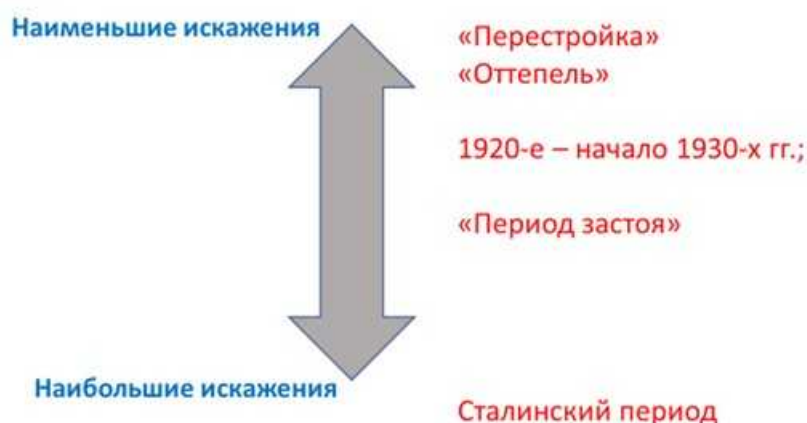 Наименьшие искажения
«Перестройка»
«Оттепель»
1920-е – начало 1930-х гг.;
«Период застоя»
Наибольшие искажения
Сталинский период